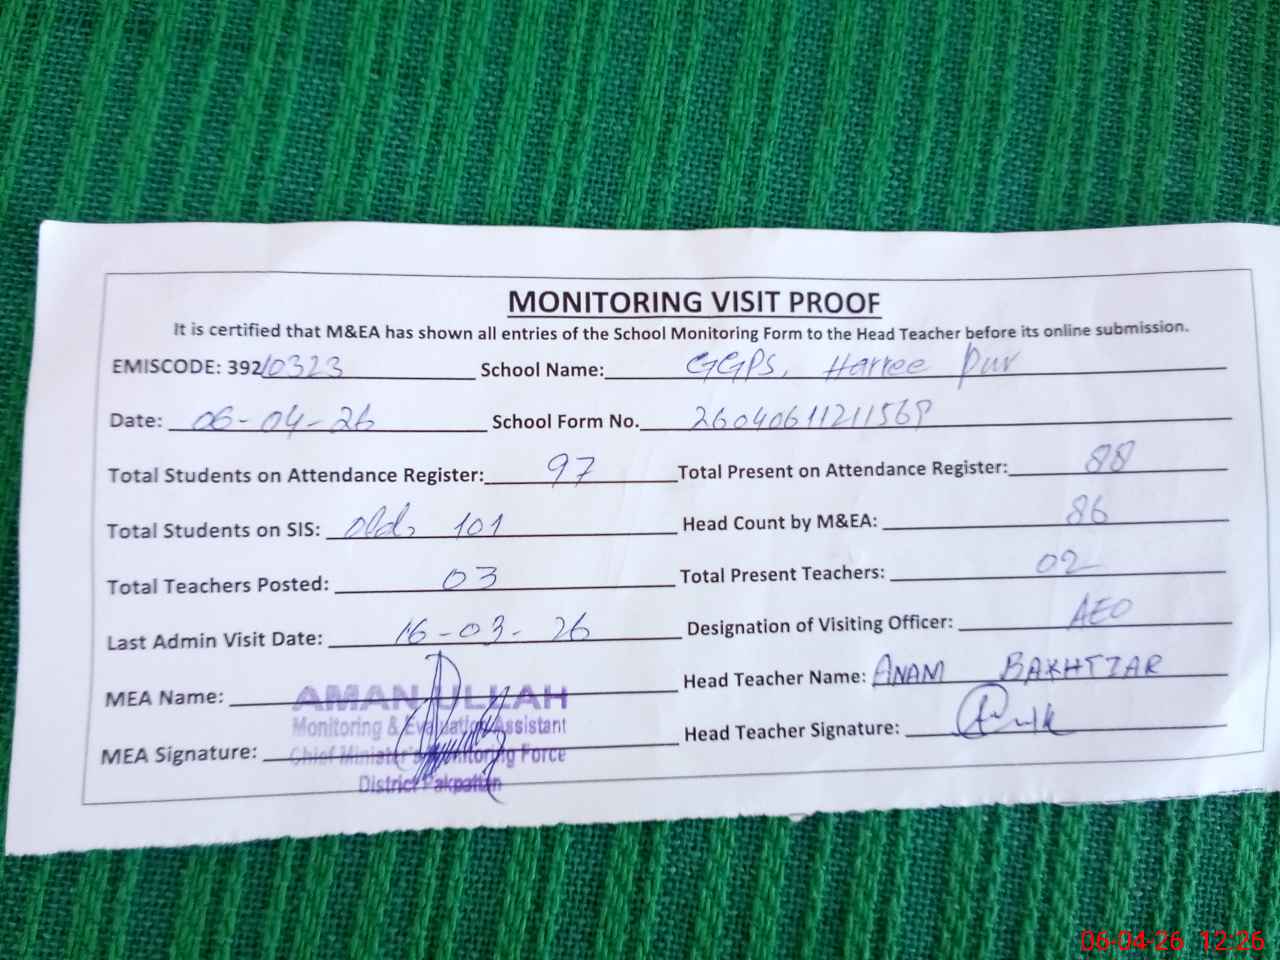 MONITORING VISIT PROOF
It is certified that M&EA has shown all entries of the School Monitoring Form to the Head Teacher before its online submission.
EMISCODE: 39210323 School Name: GGPS, Harree Pur
Date: 06-04-26 School Form No. 26040611211569
Total Students on Attendance Register: 97 Total Present on Attendance Register: 88
Total Students on SIS: 101 Head Count by M&EA: 86
Total Teachers Posted: 03 Total Present Teachers: 02
Last Admin Visit Date: 16-03-26 Designation of Visiting Officer: AEO
MEA Name: AMAN ULLAH Head Teacher Name: ANAM BAKHTIAR
Monitoring & Evaluation Assistant
MEA Signature: Chief Minister's Monitoring Force Head Teacher Signature:
District Pakpattan
06-04-26 12:26